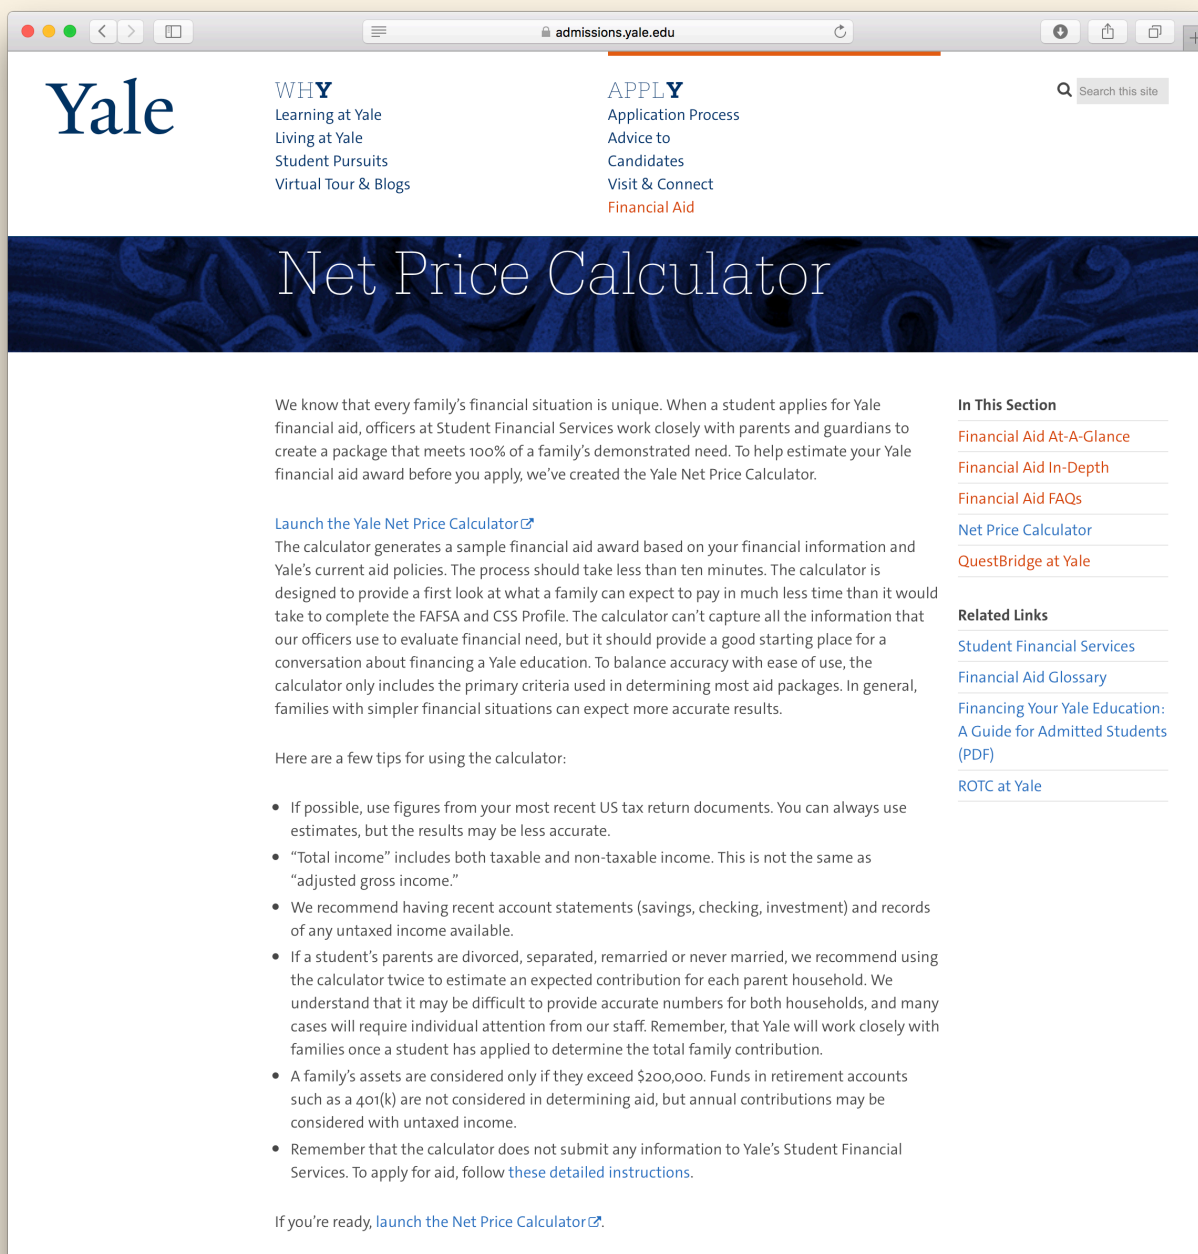 admissions.yale.edu
Yale
WHY
Learning at Yale
Living at Yale
Student Pursuits
Virtual Tour & Blogs
APPLY
Application Process
Advice to
Candidates
Visit & Connect
Financial Aid
Search this site
Net Price Calculator
We know that every family’s financial situation is unique. When a student applies for Yale
financial aid, officers at Student Financial Services work closely with parents and guardians to
create a package that meets 100% of a family’s demonstrated need. To help estimate your Yale
financial aid award before you apply, we’ve created the Yale Net Price Calculator.
Launch the Yale Net Price Calculator
The calculator generates a sample financial aid award based on your financial information and
Yale’s current aid policies. The process should take less than ten minutes. The calculator is
designed to provide a first look at what a family can expect to pay in much less time than it would
take to complete the FAFSA and CSS Profile. The calculator can’t capture all the information that
our officers use to evaluate financial need, but it should provide a good starting place for a
conversation about financing a Yale education. To balance accuracy with ease of use, the
calculator only includes the primary criteria used in determining most aid packages. In general,
families with simpler financial situations can expect more accurate results.
Here are a few tips for using the calculator:
• If possible, use figures from your most recent US tax return documents. You can always use
estimates, but the results may be less accurate.
• “Total income” includes both taxable and non-taxable income. This is not the same as
“adjusted gross income.”
• We recommend having recent account statements (savings, checking, investment) and records
of any untaxed income available.
• If a student’s parents are divorced, separated, remarried or never married, we recommend using
the calculator twice to estimate an expected contribution for each parent household. We
understand that it may be difficult to provide accurate numbers for both households, and many
cases will require individual attention from our staff. Remember, that Yale will work closely with
families once a student has applied to determine the total family contribution.
• A family’s assets are considered only if they exceed $200,000. Funds in retirement accounts
such as a 401(k) are not considered in determining aid, but annual contributions may be
considered with untaxed income.
• Remember that the calculator does not submit any information to Yale’s Student Financial
Services. To apply for aid, follow these detailed instructions.
If you’re ready, launch the Net Price Calculator.
In This Section
Financial Aid At-A-Glance
Financial Aid In-Depth
Financial Aid FAQs
Net Price Calculator
QuestBridge at Yale
Related Links
Student Financial Services
Financial Aid Glossary
Financing Your Yale Education:
A Guide for Admitted Students
(PDF)
ROTC at Yale